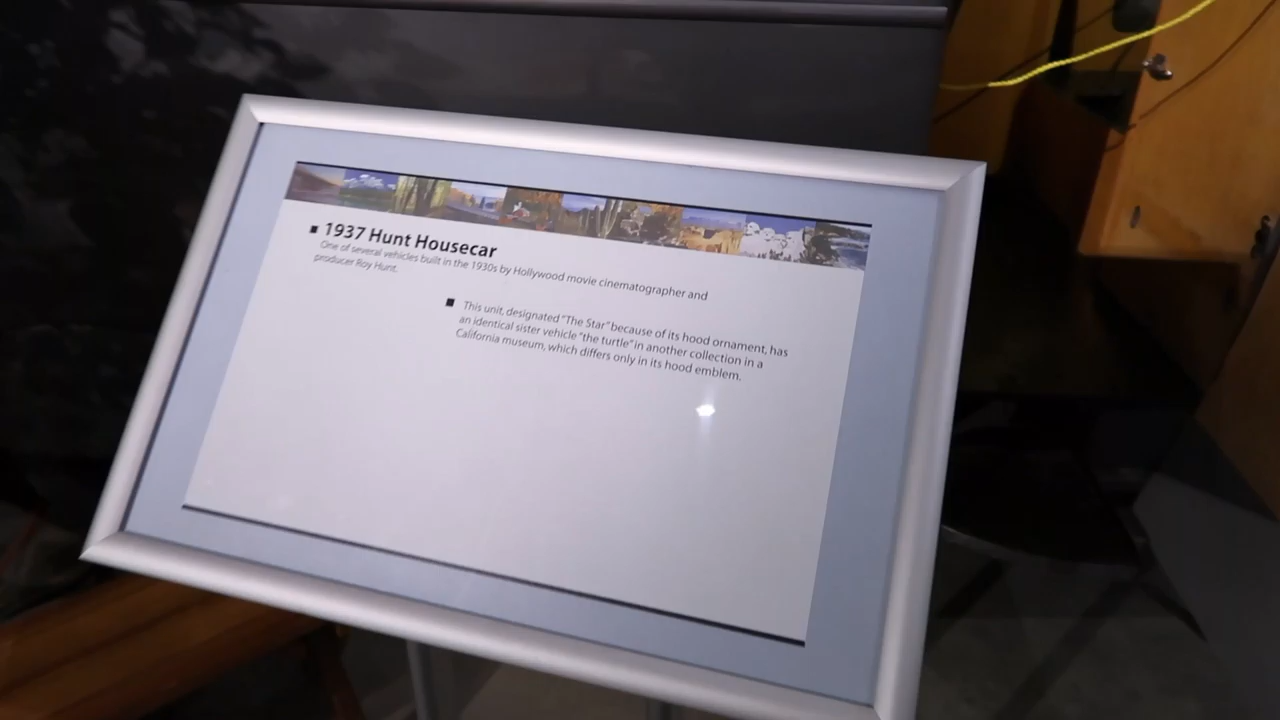 ▪ 1937 Hunt Housecar
One of several vehicles built in the 1930s by Hollywood movie cinematographer and
producer Roy Hunt.
▪ This unit, designated "The Star" because of its hood ornament, has
an identical sister vehicle "the turtle" in another collection in a
California museum, which differs only in its hood emblem.